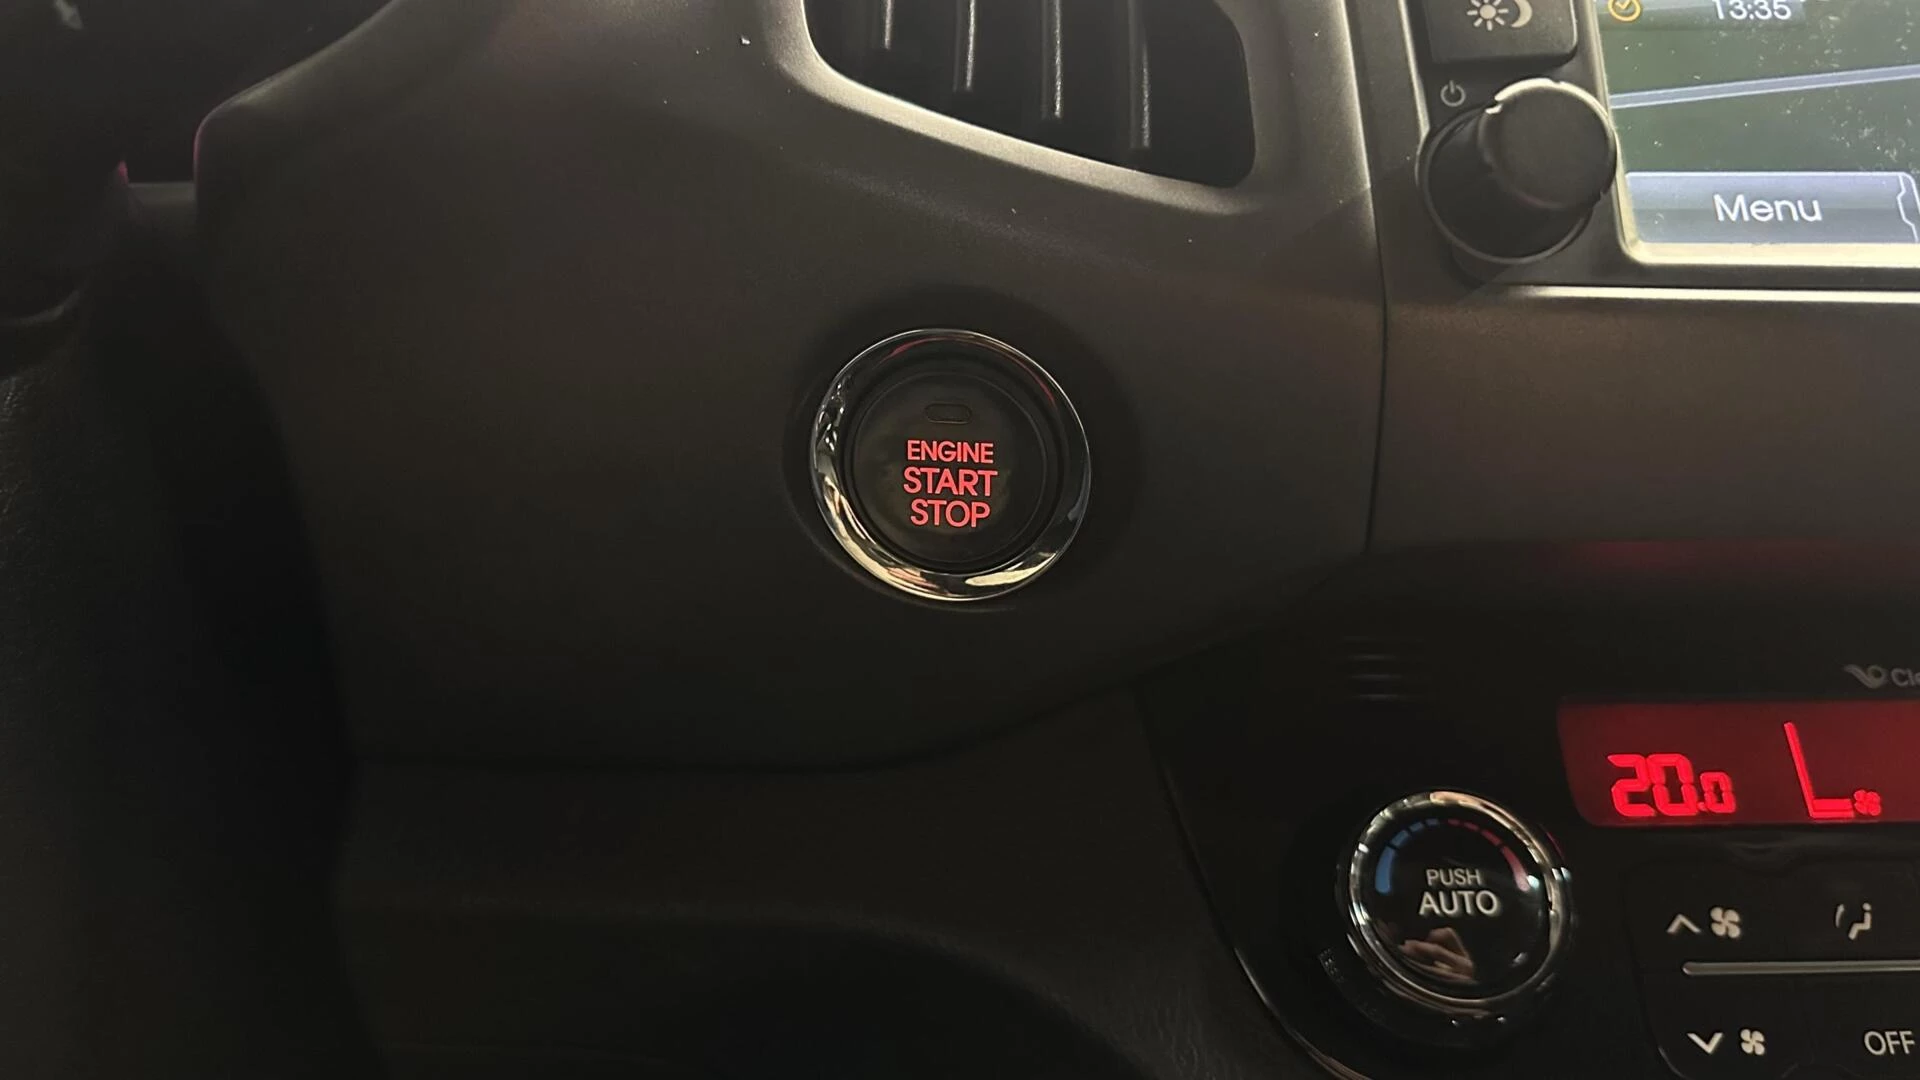 13:35
Menu
ENGINE
START
STOP
20.0
PUSH
AUTO
OFF